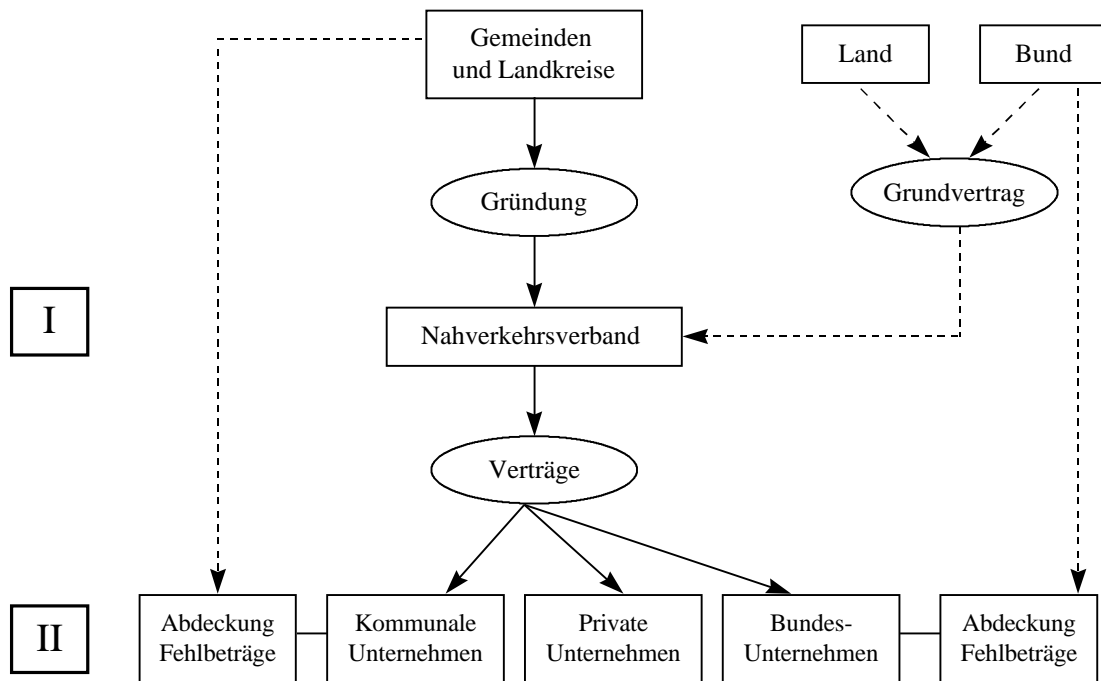 Gemeinden
und Landkreise
Land
Bund
Gründung
Grundvertrag
I
Nahverkehrsverband
Verträge
II
Abdeckung
Fehlbeträge
Kommunale
Unternehmen
Private
Unternehmen
Bundes-
Unternehmen
Abdeckung
Fehlbeträge